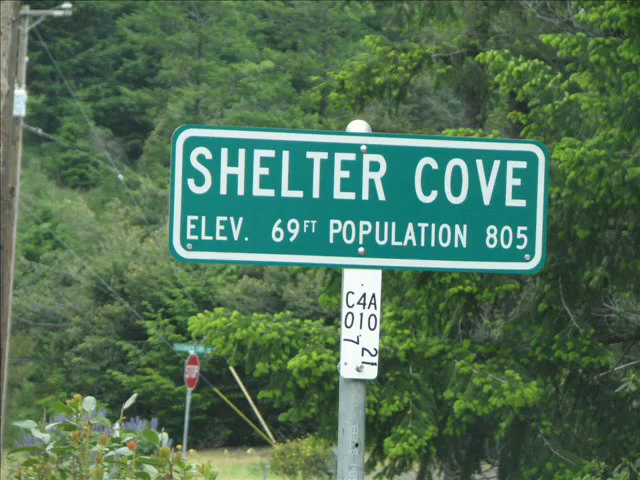 SHELTER COVE
ELEV. 69FT POPULATION 805
C4A
010
7 21
STOP